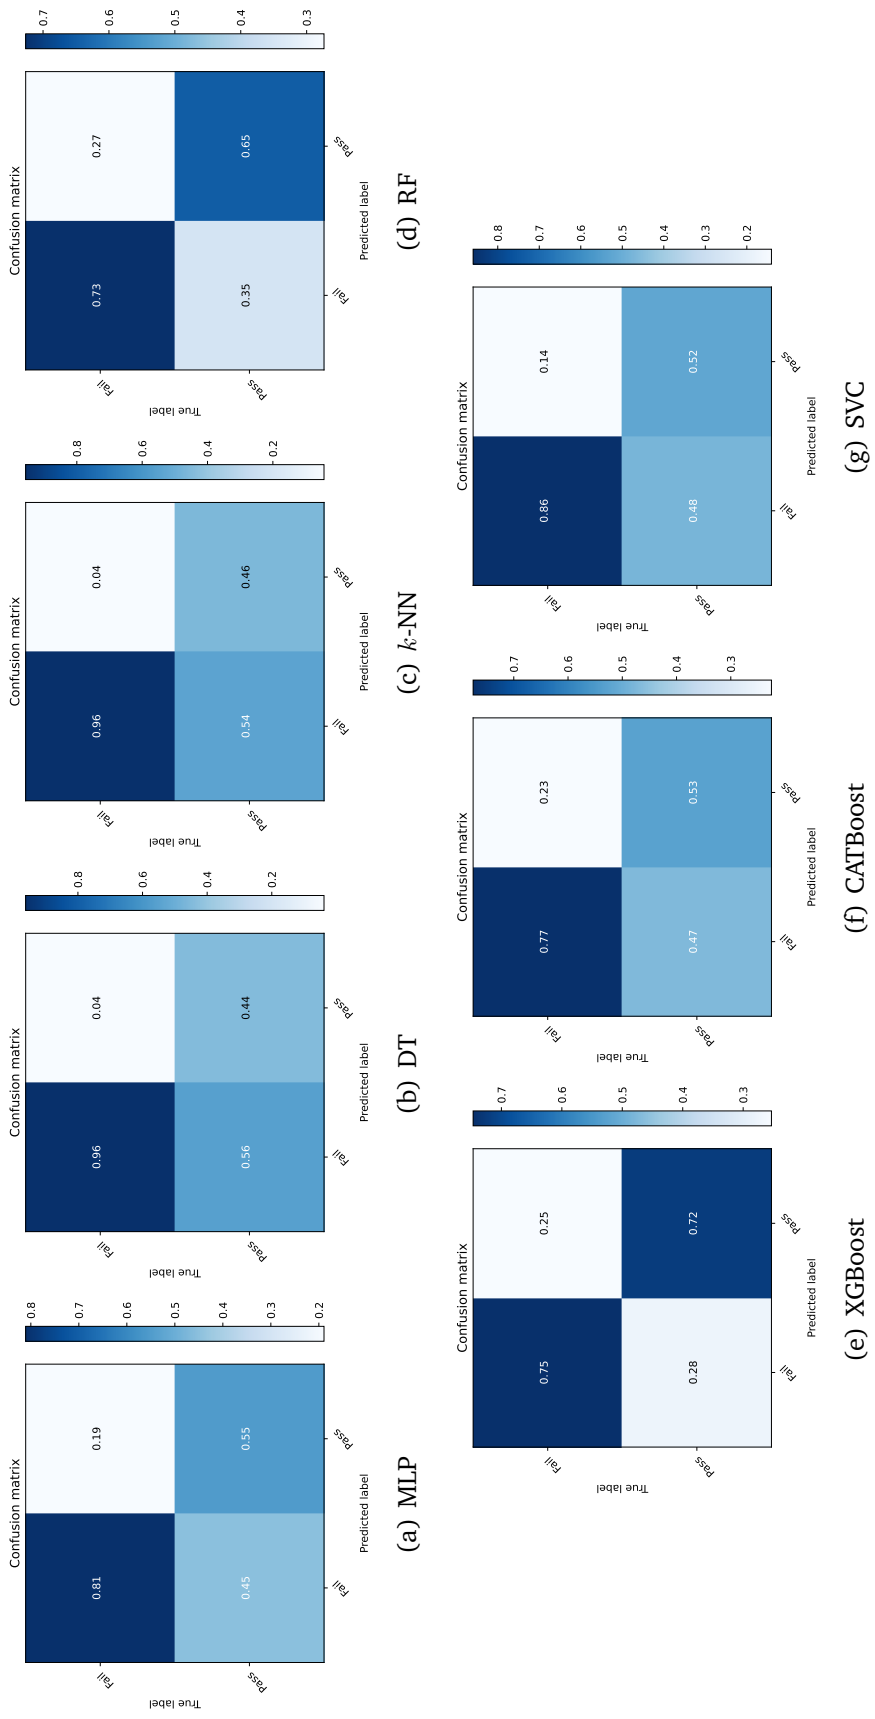 Confusion matrix
0.81 0.19
0.45 0.55
Fail
Pass
True label
Fail Pass
Predicted label
0.8
0.7
0.6
0.5
0.4
0.3
0.2
(a) MLP
Confusion matrix
0.96 0.04
0.56 0.44
Fail
Pass
True label
Fail Pass
Predicted label
0.8
0.6
0.4
0.2
(b) DT
Confusion matrix
0.96 0.04
0.54 0.46
Fail
Pass
True label
Fail Pass
Predicted label
0.8
0.6
0.4
0.2
(c) k-NN
Confusion matrix
0.73 0.27
0.35 0.65
Fail
Pass
True label
Fail Pass
Predicted label
0.7
0.6
0.5
0.4
0.3
(d) RF
Confusion matrix
0.75 0.25
0.28 0.72
Fail
Pass
True label
Fail Pass
Predicted label
0.7
0.6
0.5
0.4
0.3
(e) XGBoost
Confusion matrix
0.77 0.23
0.47 0.53
Fail
Pass
True label
Fail Pass
Predicted label
0.7
0.6
0.5
0.4
0.3
(f) CATBoost
Confusion matrix
0.86 0.14
0.48 0.52
Fail
Pass
True label
Fail Pass
Predicted label
0.8
0.7
0.6
0.5
0.4
0.3
0.2
(g) SVC